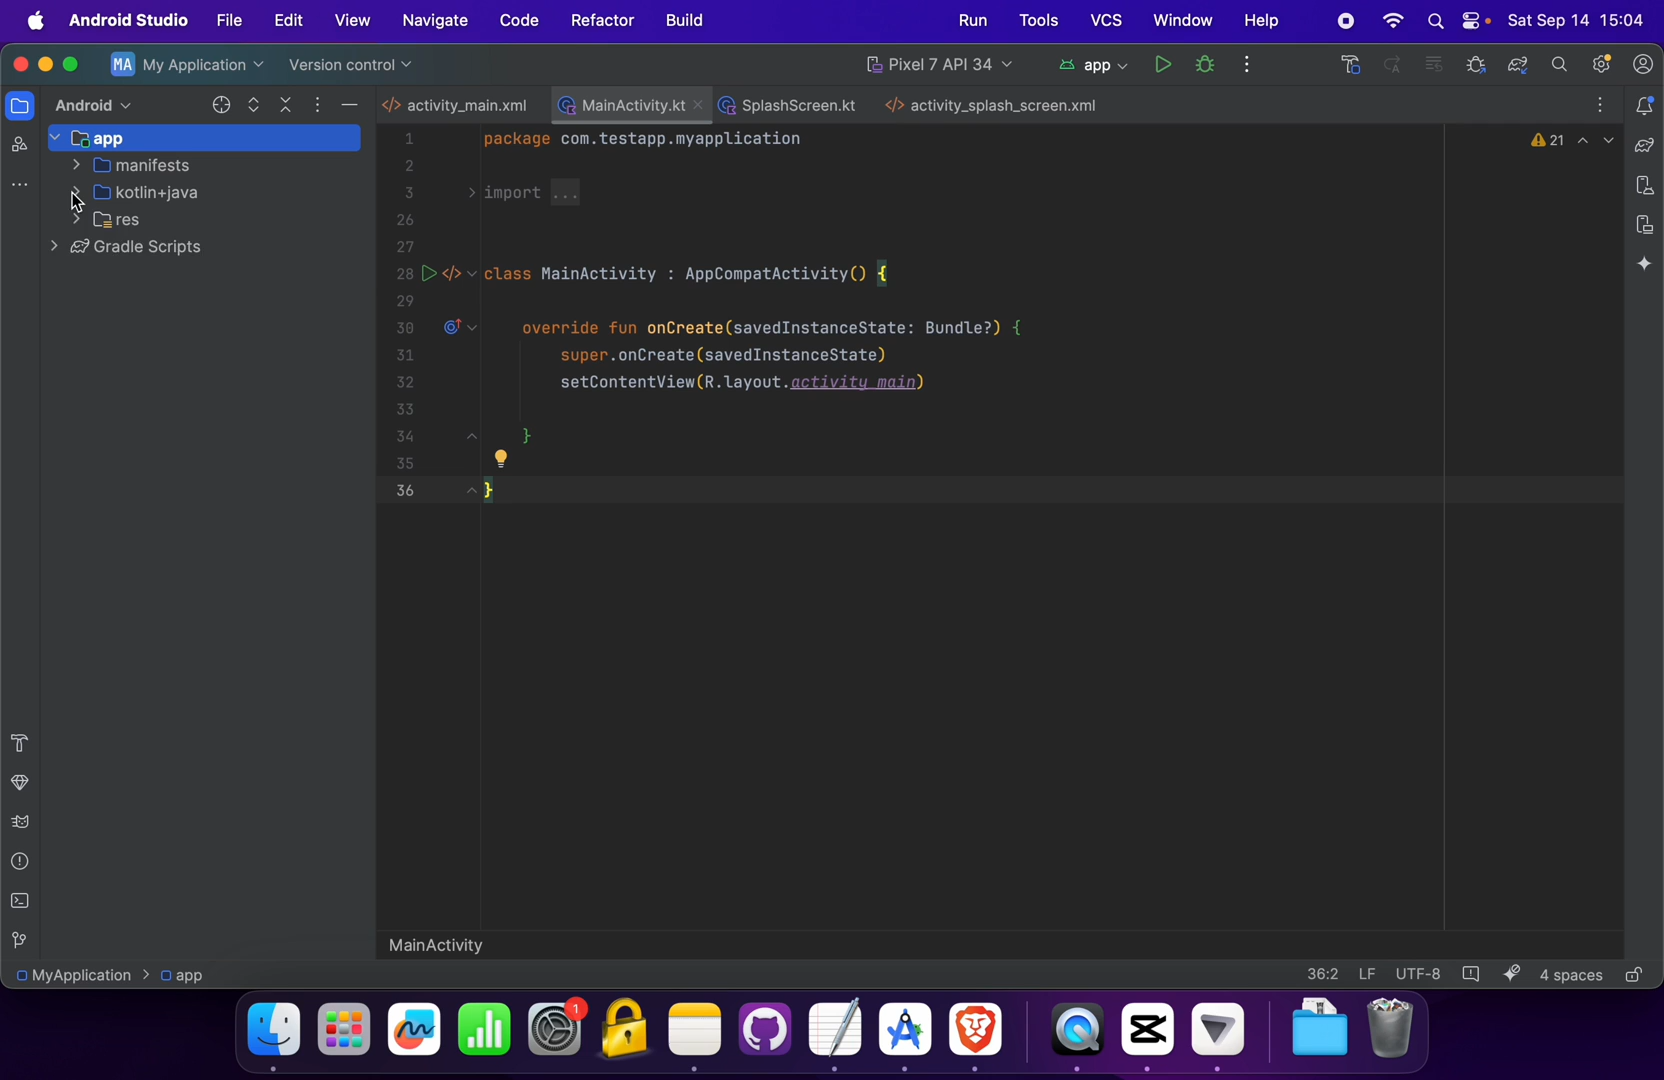 Android Studio File Edit View Navigate Code Refactor Build Run Tools VCS Window Help Sat Sep 14 15:04
MA My Application Version control Pixel 7 API 34 app
Android
activity_main.xml MainActivity.kt SplashScreen.kt activity_splash_screen.xml
app
manifests
kotlin+java
res
Gradle Scripts
21
1 package com.testapp.myapplication
2
3 import ...
26
27
28 class MainActivity : AppCompatActivity() {
29
30 override fun onCreate(savedInstanceState: Bundle?) {
31 super.onCreate(savedInstanceState)
32 setContentView(R.layout.activity_main)
33
34 }
35
36 }
MainActivity
MyApplication > app 36:2 LF UTF-8 4 spaces
1